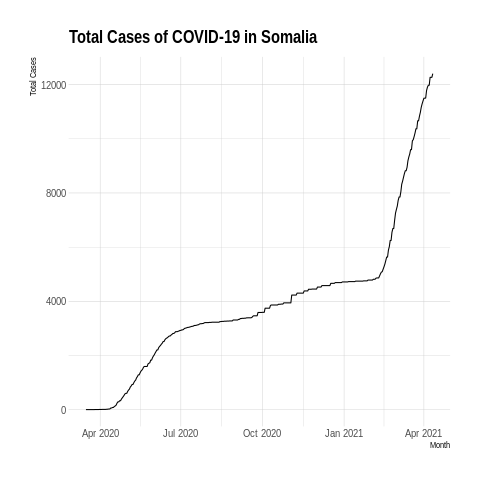 Total Cases of COVID-19 in Somalia
Total Cases
12000
8000
4000
0
Apr 2020 Jul 2020 Oct 2020 Jan 2021 Apr 2021
Month